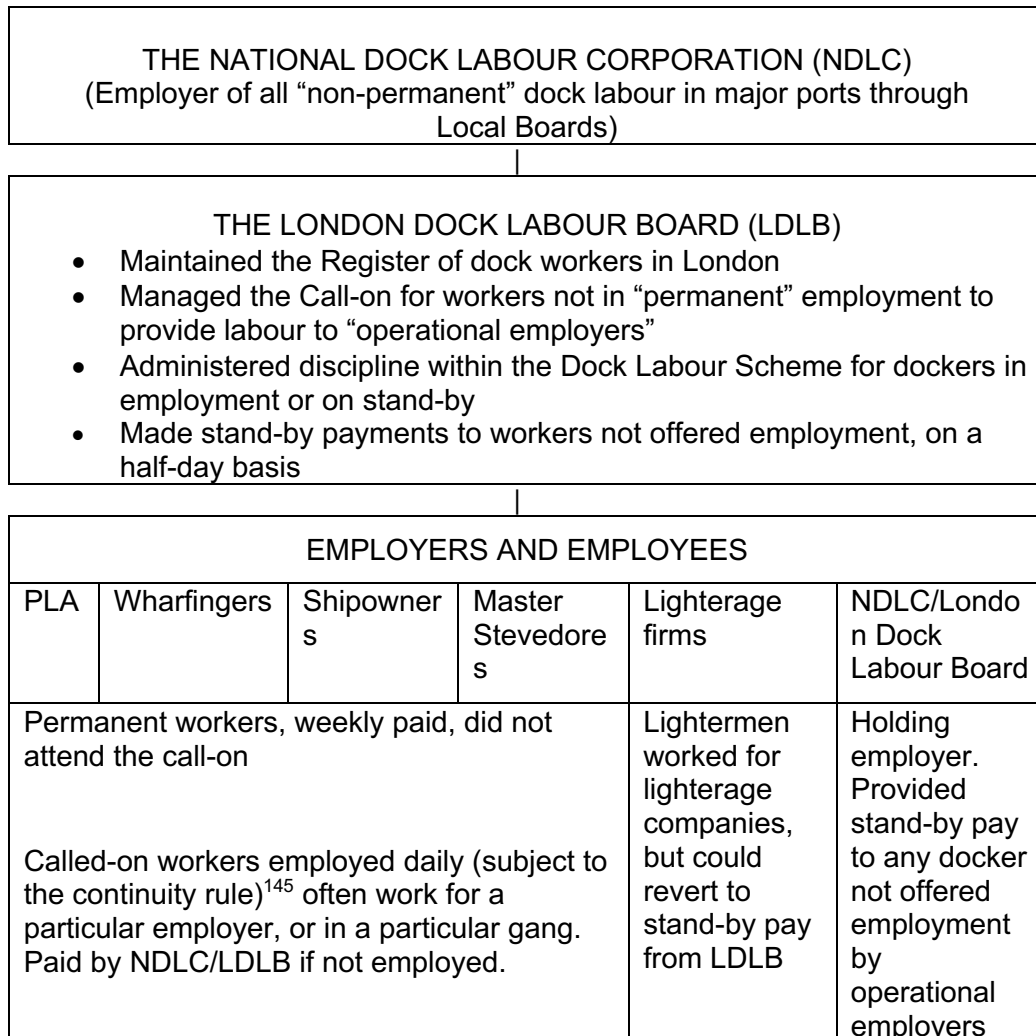 THE NATIONAL DOCK LABOUR CORPORATION (NDLC)
(Employer of all “non-permanent” dock labour in major ports through
Local Boards)
THE LONDON DOCK LABOUR BOARD (LDLB)
• Maintained the Register of dock workers in London
• Managed the Call-on for workers not in “permanent” employment to
provide labour to “operational employers”
• Administered discipline within the Dock Labour Scheme for dockers in
employment or on stand-by
• Made stand-by payments to workers not offered employment, on a
half-day basis
EMPLOYERS AND EMPLOYEES
PLA
Wharfingers
Shipowner
s
Master
Stevedore
s
Lighterage
firms
NDLC/Londo
n Dock
Labour Board
Permanent workers, weekly paid, did not
attend the call-on
Called-on workers employed daily (subject to
the continuity rule)145 often work for a
particular employer, or in a particular gang.
Paid by NDLC/LDLB if not employed.
Lightermen
worked for
lighterage
companies,
but could
revert to
stand-by pay
from LDLB
Holding
employer.
Provided
stand-by pay
to any docker
not offered
employment
by
operational
employers